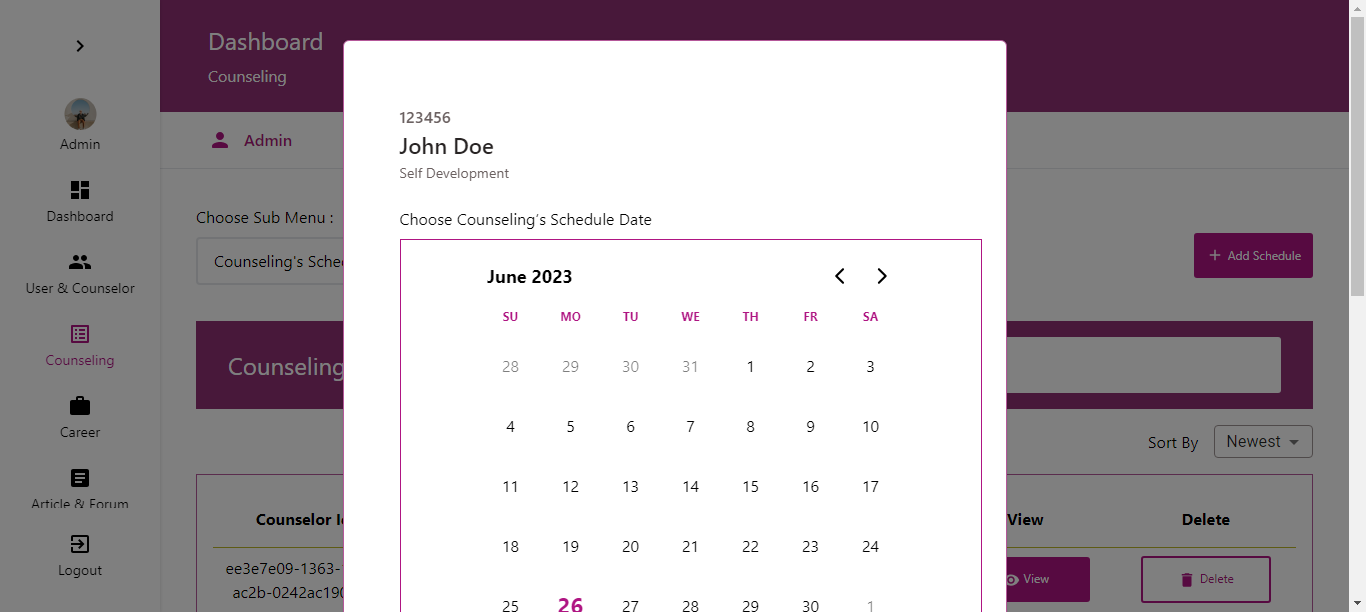 Admin
Dashboard
User & Counselor
Counseling
Career
Article & Forum
Logout
Dashboard
Counseling
Admin
Choose Sub Menu :
Counseling's Sche
Add Schedule
Counseling
Sort By
Newest
Counselor I
View
Delete
ee3e7e09-1363-
ac2b-0242ac190
View
Delete
123456
John Doe
Self Development
Choose Counseling's Schedule Date
June 2023
SU MO TU WE TH FR SA
28 29 30 31 1 2 3
4 5 6 7 8 9 10
11 12 13 14 15 16 17
18 19 20 21 22 23 24
25 26 27 28 29 30 1